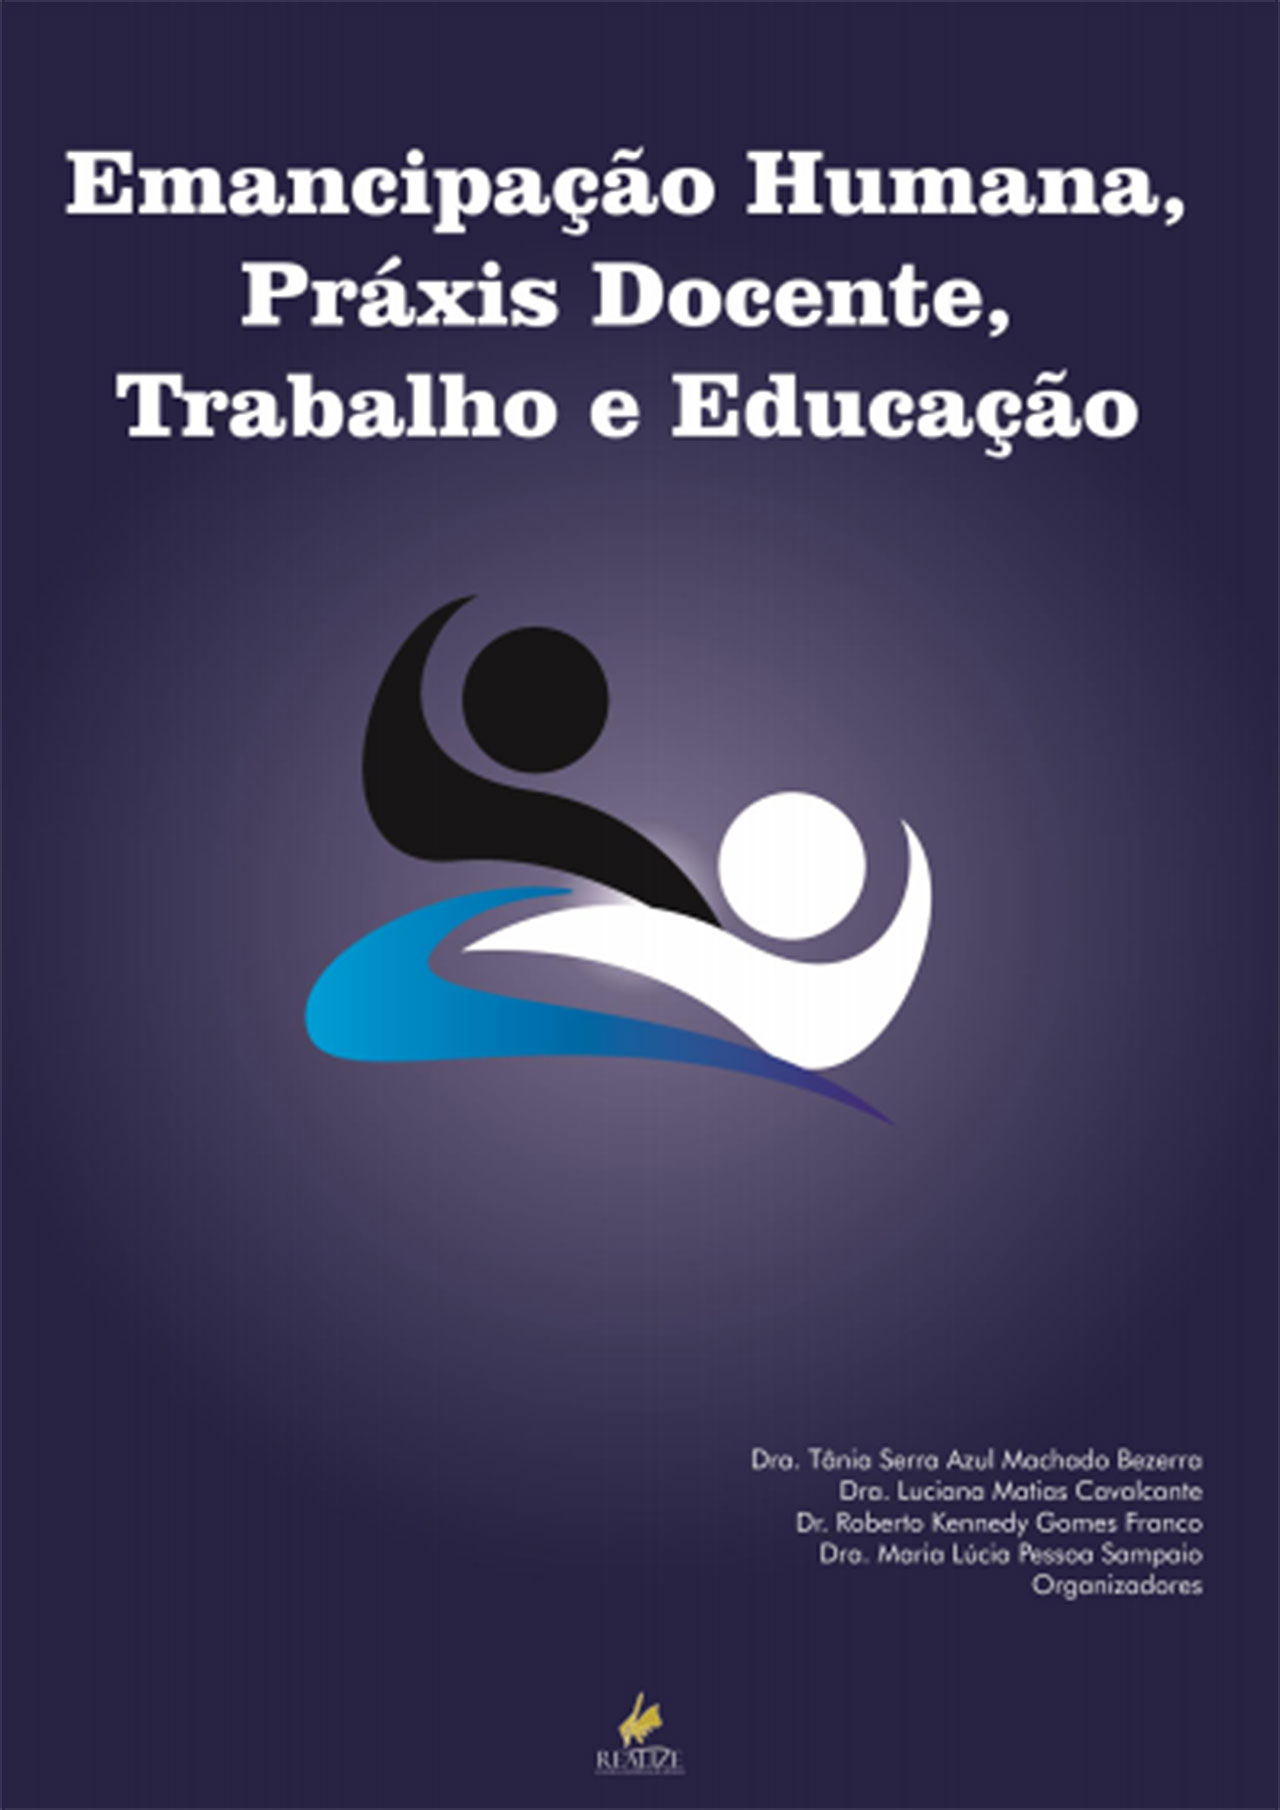 Emancipação Humana,
Práxis Docente,
Trabalho e Educação
Dra. Tânia Serra Azul Machado Bezerra
Dra. Luciana Matias Cavalcante
Dr. Roberto Kennedy Gomes Franco
Dra. Maria Lúcia Pessoa Sampaio
Organizadores
REALIZE